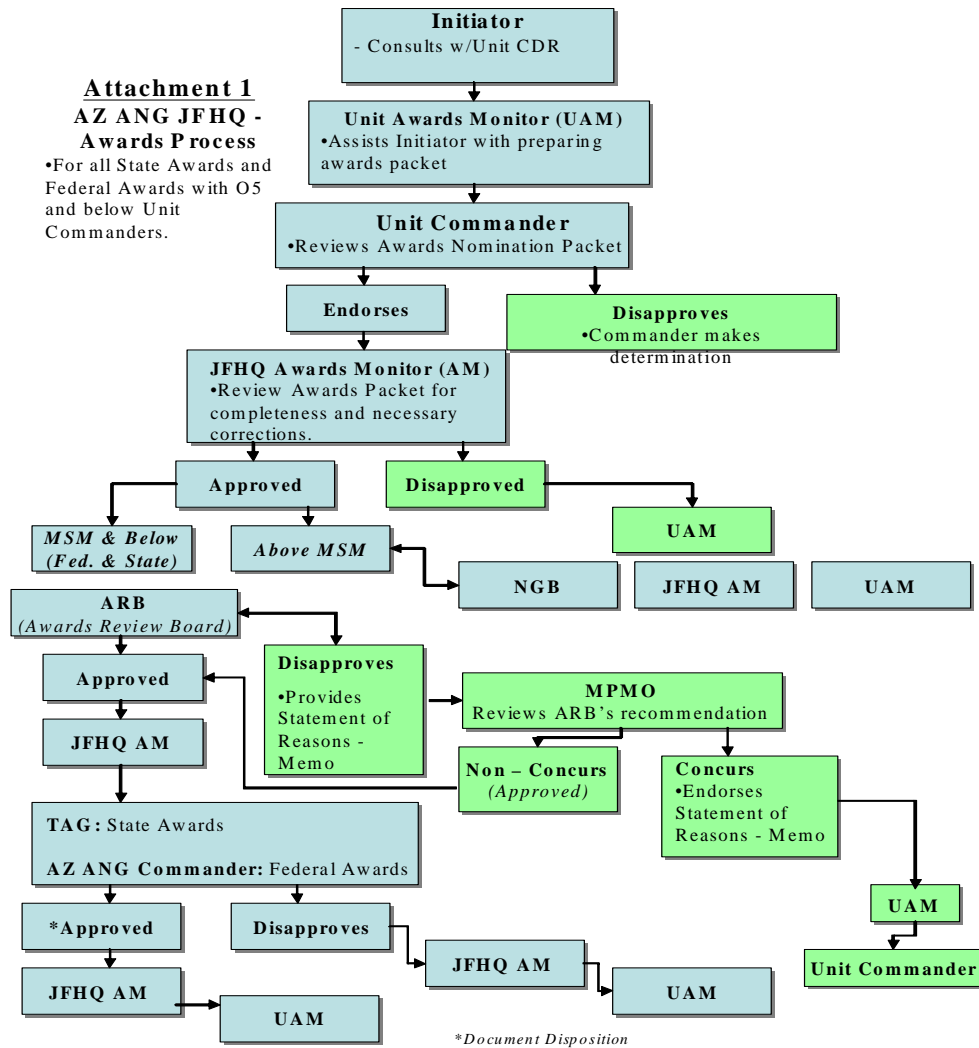 Initiator
- Consults w/Unit CDR
Attachment 1
AZ ANG JFHQ -
Awards Process
•For all State Awards and
Federal Awards with O5
and below Unit
Commanders.
Unit Awards Monitor (UAM)
•Assists Initiator with preparing
awards packet
Unit Commander
•Reviews Awards Nomination Packet
Endorses
Disapproves
•Commander makes
determination
JFHQ Awards Monitor (AM)
•Review Awards Packet for
completeness and necessary
corrections.
Approved
Disapproved
UAM
MSM & Below
(Fed. & State)
Above MSM
NGB
JFHQ AM
UAM
ARB
(Awards Review Board)
Approved
JFHQ AM
Disapproves
•Provides
Statement of
Reasons -
Memo
MPMO
Reviews ARB's recommendation
Non – Concurs
(Approved)
Concurs
•Endorses
Statement of
Reasons - Memo
TAG: State Awards
AZ ANG Commander: Federal Awards
UAM
Unit Commander
*Approved
Disapproves
JFHQ AM
UAM
JFHQ AM
UAM
*Document Disposition